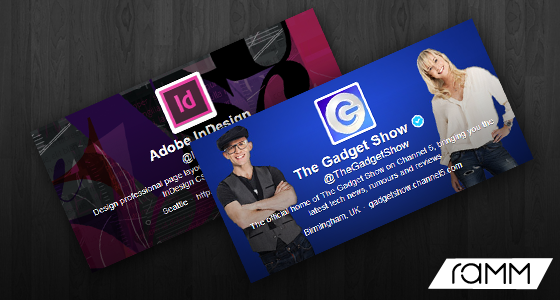 Id
Adobe InDesign
@
Design professional page
InDesign
Seattle
G
The Gadget Show
@TheGadgetShow
The official home of The Gadget Show on Channel 5, bringing you the
latest tech news, rumours and reviews
Birmingham, UK - gadgetshow.channel5.com
ramm